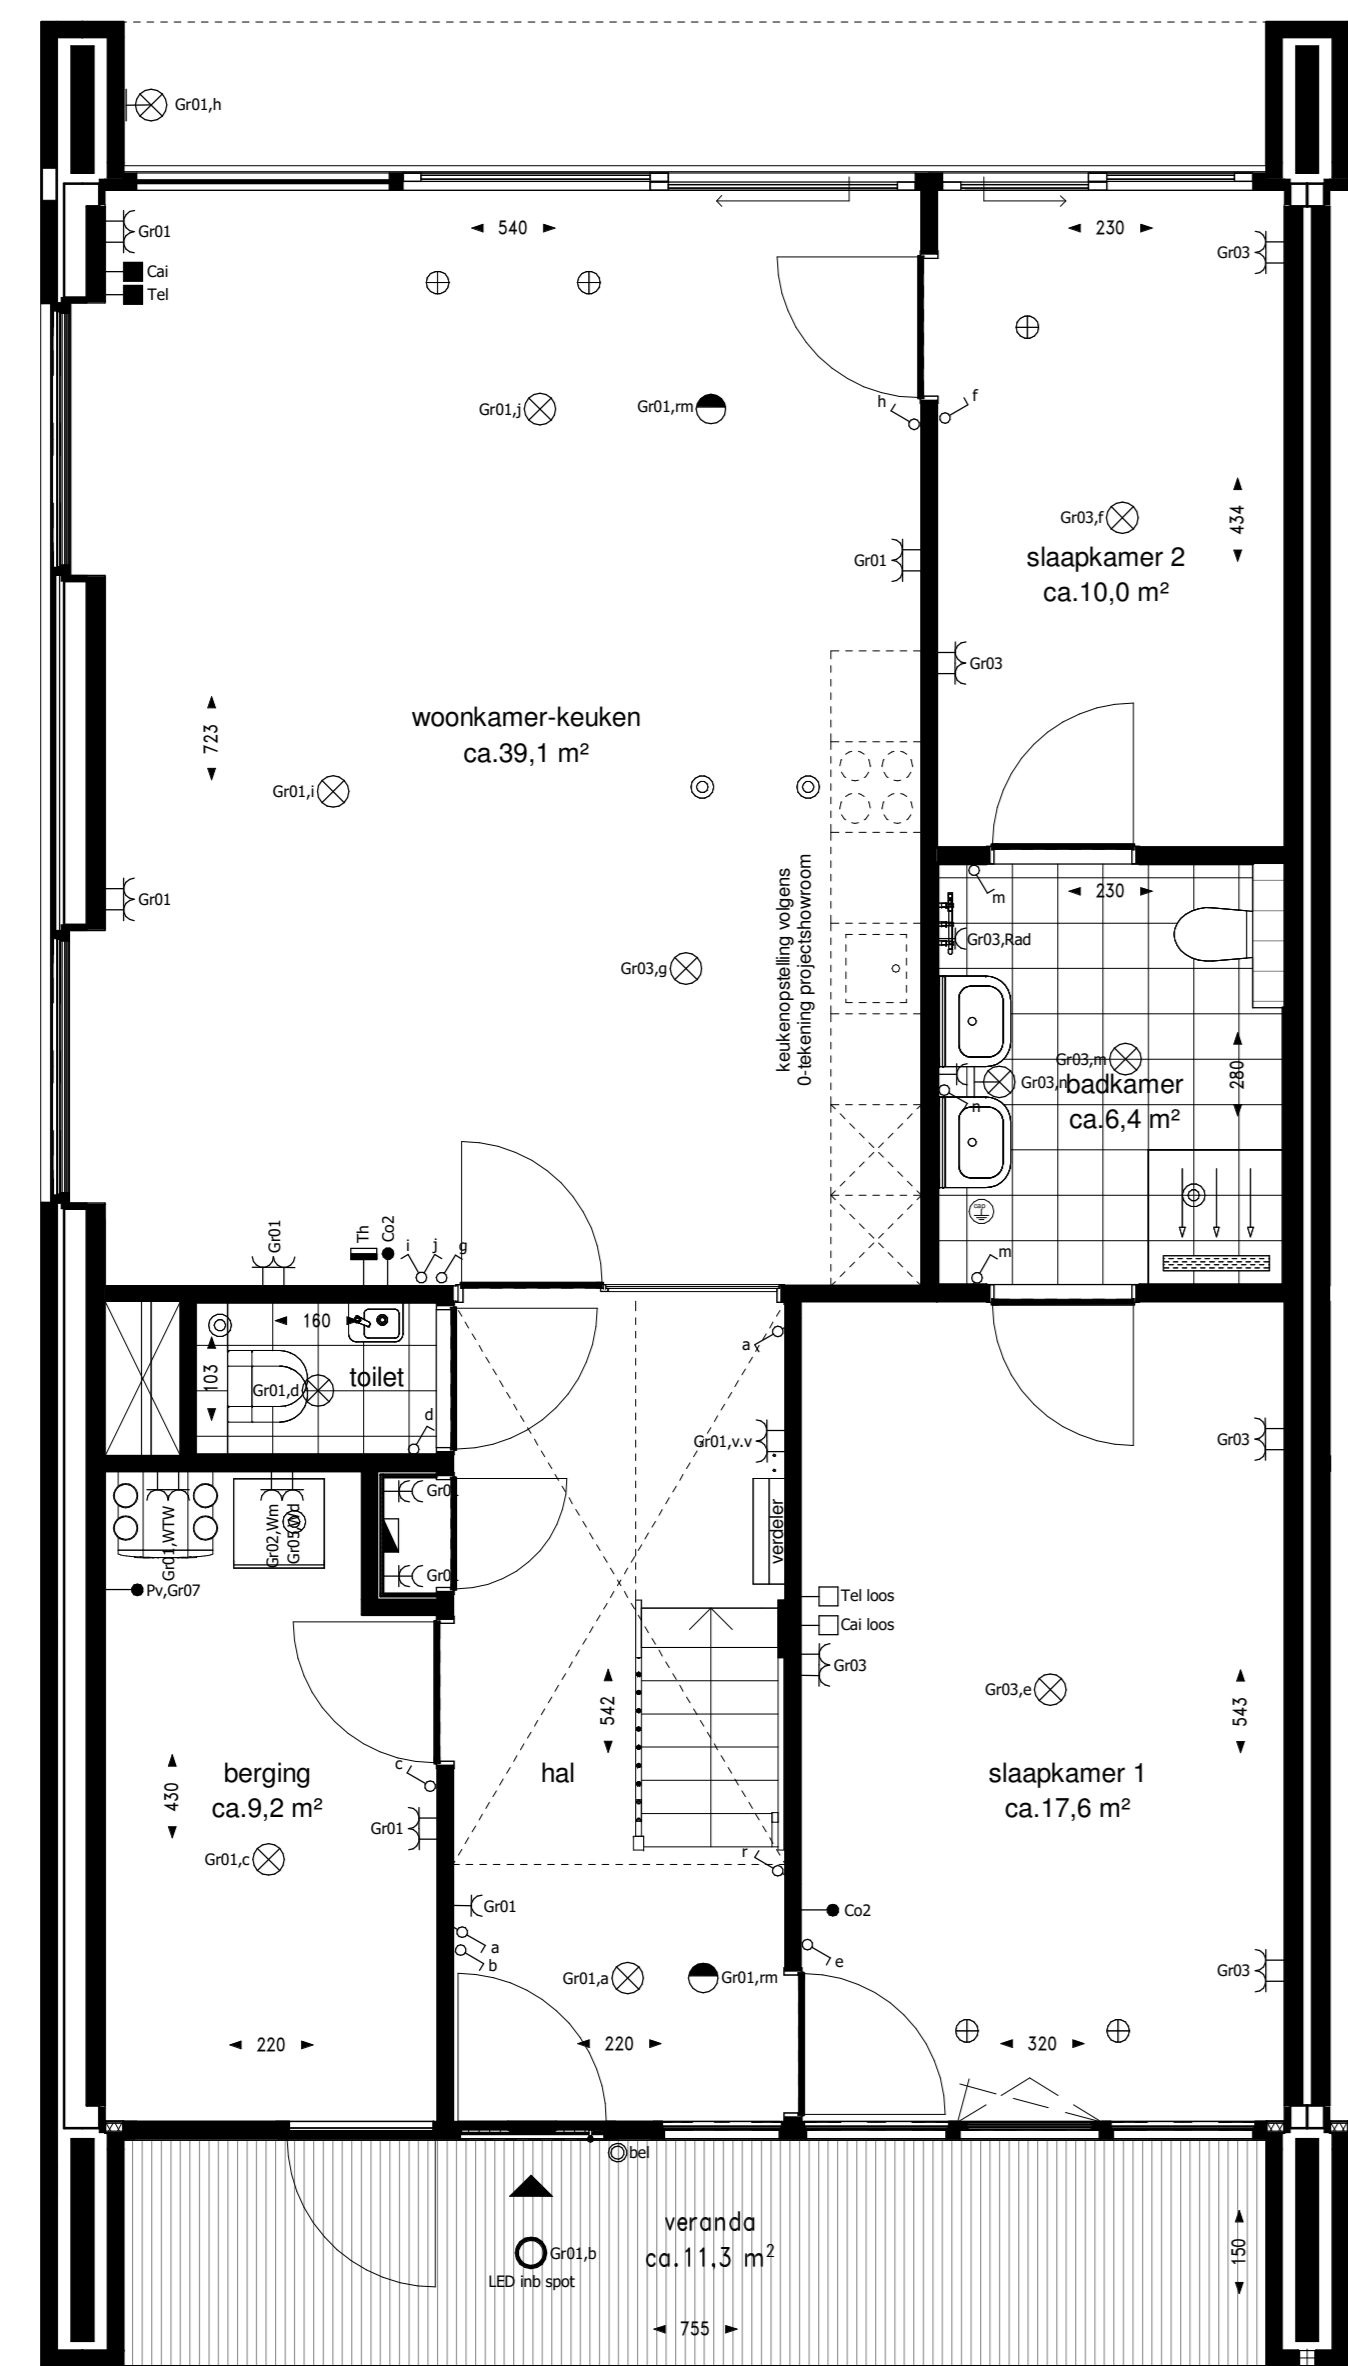 Gr01,h
Gr01
Cai
Tel
540
230
Gr03
Gr01,j
Gr01,rm
h
f
Gr03,f
434
slaapkamer 2
ca.10,0 m²
Gr01
Gr03
723
woonkamer-keuken
ca.39,1 m²
Gr01,i
keukenopstelling volgens
0-tekening projectshowroom
Gr01
230
m
Gr03,Rad
Gr03,g
Gr03,m
280
Gr03,n
badkamer
ca.6,4 m²
n
m
Gr01
Th
Co2
i
j
g
160
103
toilet
Gr01,d
d
a
Gr01,v.v
verdeler
Gr03
Gr01,WTW
Gr02,Wm
Gr05,Wd
Pv,Gr07
Tel loos
Cai loos
Gr03
Gr03,e
542
543
berging
ca.9,2 m²
430
c
Gr01
Gr01,c
hal
slaapkamer 1
ca.17,6 m²
r
Gr01
a
b
Co2
e
Gr01,a
Gr01,rm
Gr03
220
220
320
bel
veranda
ca.11,3 m²
Gr01,b
LED inb spot
150
755